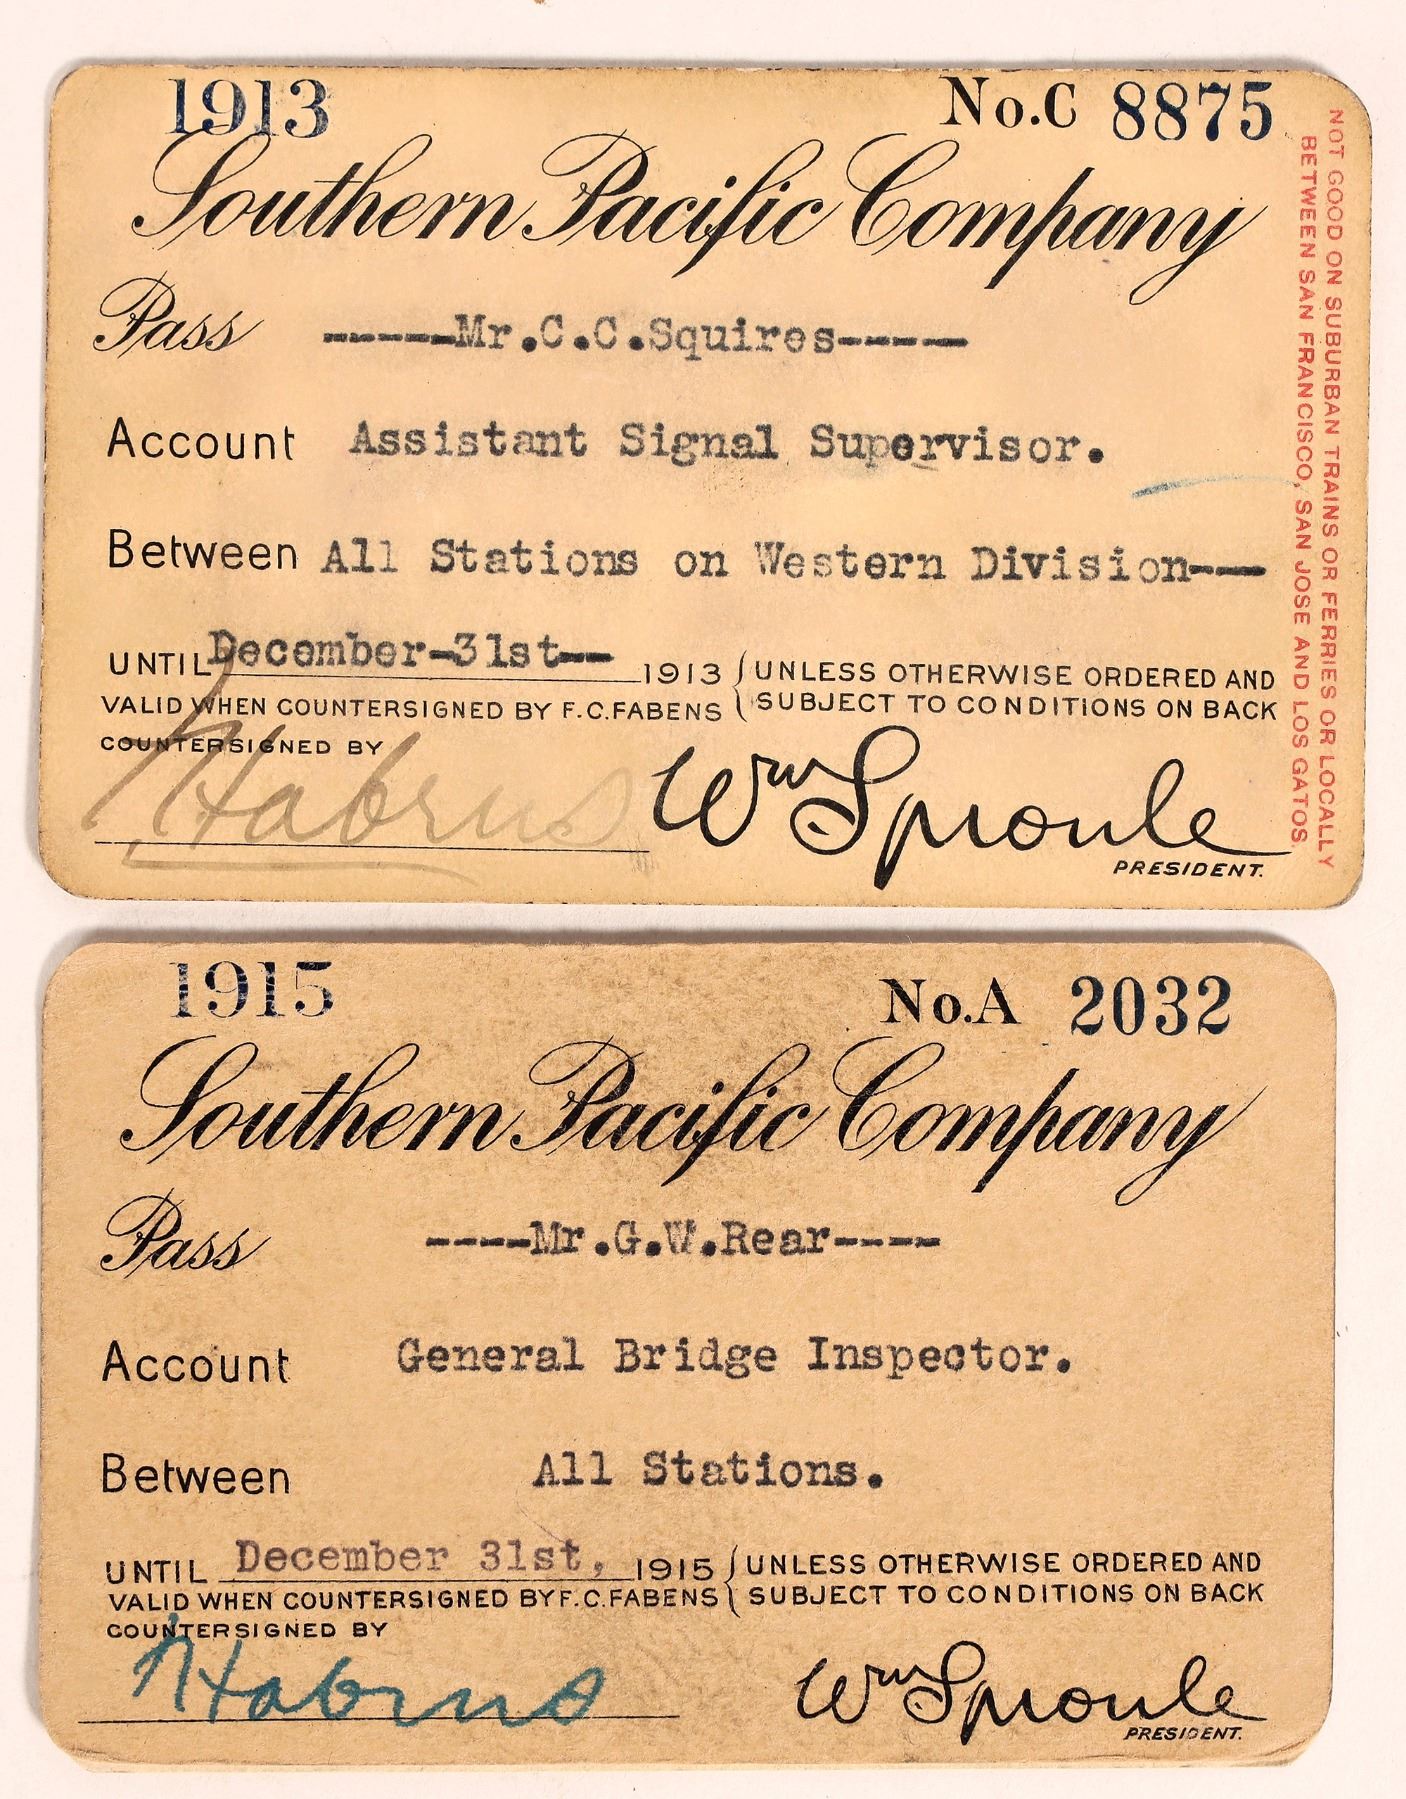 1913 No.C 8875
Southern Pacific Company
Pass -----Mr.C.C.Squires-----
Account Assistant Signal Supervisor.
Between All Stations on Western Division---
UNTIL December-31st-- 1913 { UNLESS OTHERWISE ORDERED AND
VALID WHEN COUNTERSIGNED BY F.C.FABENS { SUBJECT TO CONDITIONS ON BACK
COUNTERSIGNED BY
Wm Sproule
PRESIDENT.
NOT GOOD ON SUBURBAN TRAINS OR FERRIES OR LOCALLY
BETWEEN SAN FRANCISCO, SAN JOSE AND LOS GATOS
1915 No.A 2032
Southern Pacific Company
Pass ----Mr.G.W.Rear----
Account General Bridge Inspector.
Between All Stations.
UNTIL December 31st, 1915 { UNLESS OTHERWISE ORDERED AND
VALID WHEN COUNTERSIGNED BY F.C.FABENS { SUBJECT TO CONDITIONS ON BACK
COUNTERSIGNED BY
Wm Sproule
PRESIDENT.